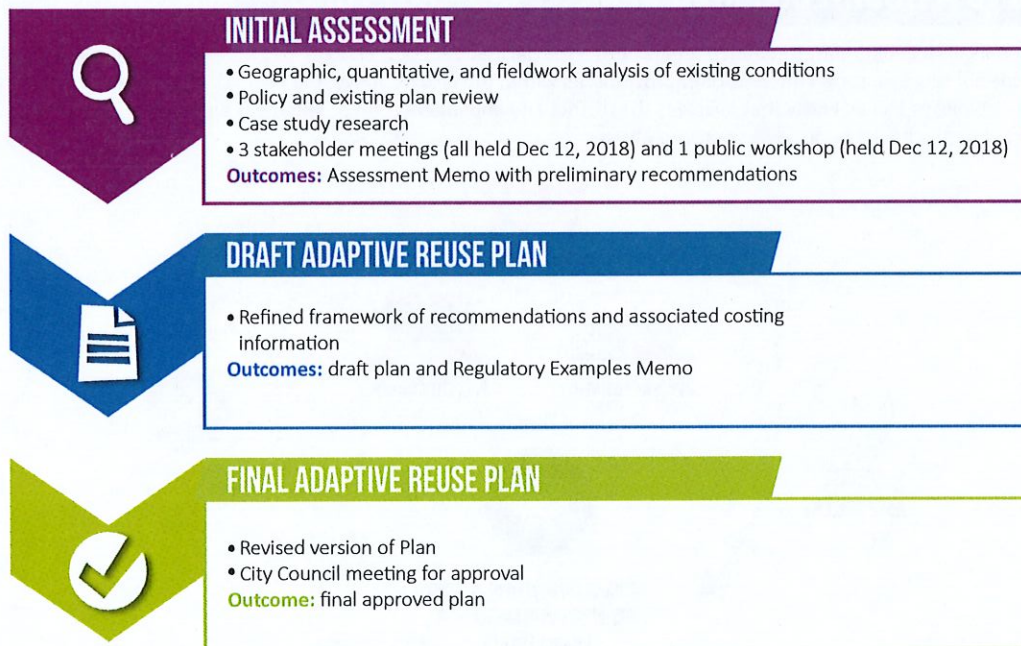 INITIAL ASSESSMENT
• Geographic, quantitative, and fieldwork analysis of existing conditions
• Policy and existing plan review
• Case study research
• 3 stakeholder meetings (all held Dec 12, 2018) and 1 public workshop (held Dec 12, 2018)
Outcomes: Assessment Memo with preliminary recommendations
DRAFT ADAPTIVE REUSE PLAN
• Refined framework of recommendations and associated costing
information
Outcomes: draft plan and Regulatory Examples Memo
FINAL ADAPTIVE REUSE PLAN
• Revised version of Plan
• City Council meeting for approval
Outcome: final approved plan